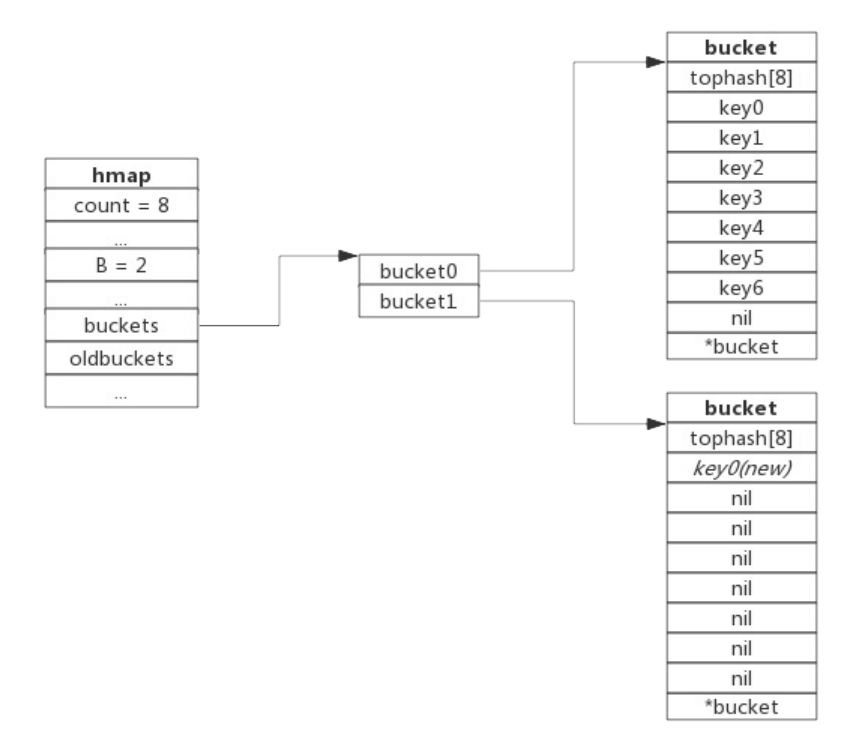 hmap
count = 8
...
B = 2
...
buckets
oldbuckets
...
bucket0
bucket1
bucket
tophash[8]
key0
key1
key2
key3
key4
key5
key6
nil
*bucket
bucket
tophash[8]
key0(new)
nil
nil
nil
nil
nil
nil
nil
*bucket